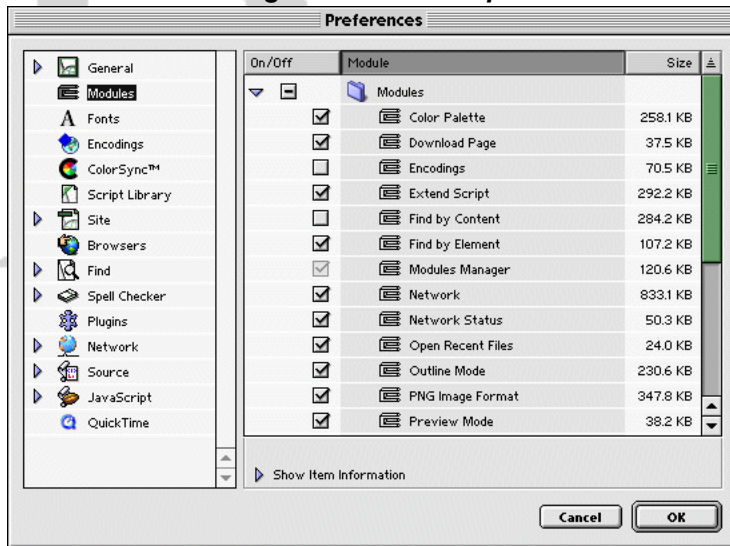 Preferences
General
Modules
Fonts
Encodings
ColorSync™
Script Library
Site
Browsers
Find
Spell Checker
Plugins
Network
Source
JavaScript
QuickTime
On/Off Module Size
Modules
Color Palette 258.1 KB
Download Page 37.5 KB
Encodings 70.5 KB
Extend Script 292.2 KB
Find by Content 284.2 KB
Find by Element 107.2 KB
Modules Manager 120.6 KB
Network 833.1 KB
Network Status 50.3 KB
Open Recent Files 24.0 KB
Outline Mode 230.6 KB
PNG Image Format 347.8 KB
Preview Mode 38.2 KB
Show Item Information
Cancel OK